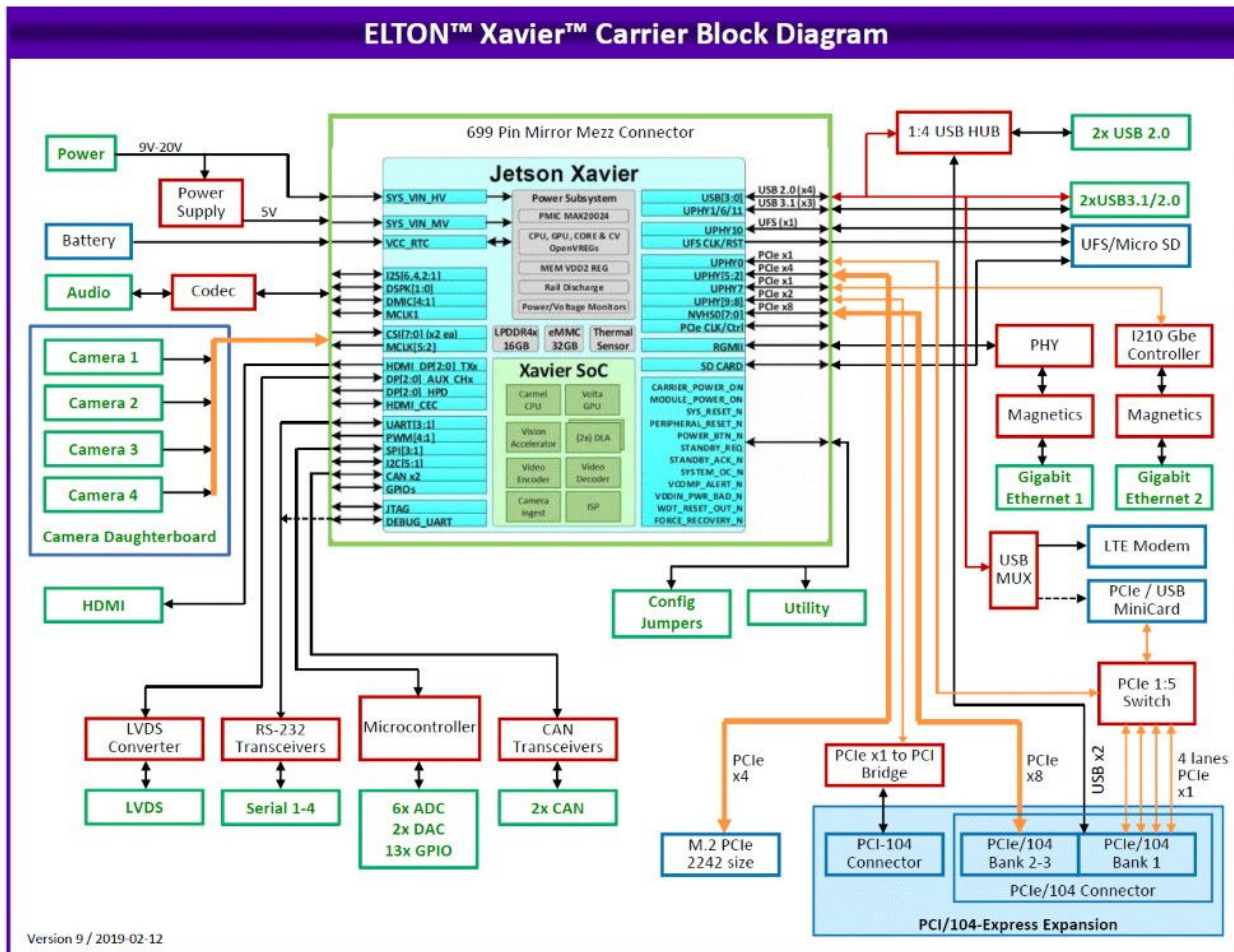 ELTON™ Xavier™ Carrier Block Diagram
699 Pin Mirror Mezz Connector
Power
9V-20V
Power
Supply
5V
Battery
Audio
Codec
Camera 1
Camera 2
Camera 3
Camera 4
Camera Daughterboard
HDMI
Jetson Xavier
SYS_VIN_HV
SYS_VIN_MV
VCC_RTC
I2S[6,4,2:1]
DSPK[1:0]
DMIC[4:1]
MCLK1
CSI[7:0] (x2 ea)
MCLK[5:2]
HDMI_DP[2:0]_TXx
DP[2:0]_AUX_CHx
DP[2:0]_HPD
HDMI_CEC
UART[3:1]
PWM[4:1]
SPI[3:1]
I2C[5:1]
CAN x2
GPIOs
JTAG
DEBUG_UART
Power Subsystem
PMIC MAX20024
CPU, GPU, CORE & CV
OpenVREGs
MEM VDD2 REG
Rail Discharge
Power/Voltage Monitors
LPDDR4x
16GB
eMMC
32GB
Thermal
Sensor
Xavier SoC
Carmel
CPU
Volta
GPU
Vision
Accelerator
(2x) DLA
Video
Encoder
Video
Decoder
Camera
Ingest
ISP
USB[3:0]
UPHY1/6/11
UPHY10
UFS CLK/RST
UPHY0
UPHY[5:2]
UPHY7
UPHY[9:8]
NVHS0[7:0]
PCIe CLK/Ctrl
RGMII
SD CARD
CARRIER_POWER_ON
MODULE_POWER_ON
SYS_RESET_N
PERIPHERAL_RESET_N
POWER_BTN_N
STANDBY_REQ
STANDBY_ACK_N
SYSTEM_OC_N
VCOMP_ALERT_N
VDDIN_PWR_BAD_N
WDT_RESET_OUT_N
FORCE_RECOVERY_N
USB 2.0 (x4)
USB 3.1 (x3)
UFS (x1)
PCIe x1
PCIe x4
PCIe x1
PCIe x2
PCIe x8
1:4 USB HUB
2x USB 2.0
2xUSB3.1/2.0
UFS/Micro SD
PHY
I210 Gbe
Controller
Magnetics
Magnetics
Gigabit
Ethernet 1
Gigabit
Ethernet 2
USB
MUX
LTE Modem
PCIe / USB
MiniCard
PCIe 1:5
Switch
Config
Jumpers
Utility
LVDS
Converter
RS-232
Transceivers
Microcontroller
CAN
Transceivers
LVDS
Serial 1-4
6x ADC
2x DAC
13x GPIO
2x CAN
PCIe
x4
PCIe x1 to PCI
Bridge
PCIe
x8
USB x2
4 lanes
PCIe
x1
M.2 PCIe
2242 size
PCI-104
Connector
PCIe/104
Bank 2-3
PCIe/104
Bank 1
PCIe/104 Connector
PCI/104-Express Expansion
Version 9 / 2019-02-12